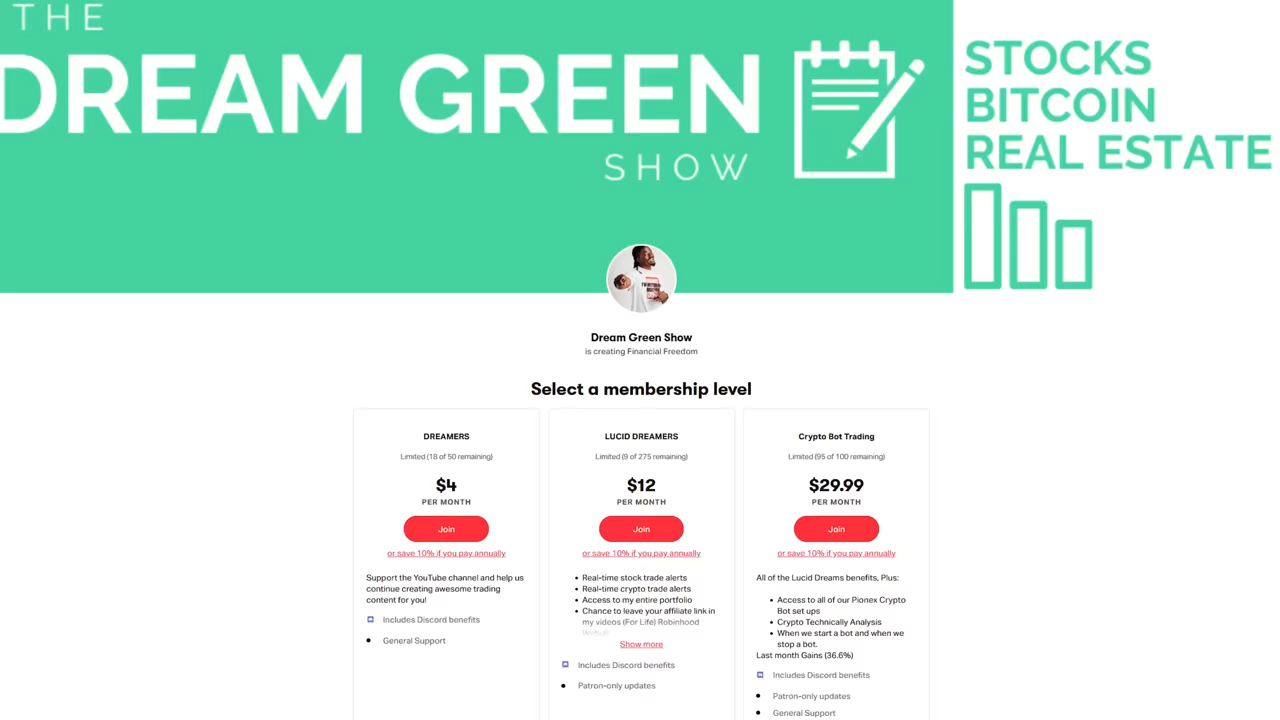 THE
DREAM GREEN
SHOW
STOCKS
BITCOIN
REAL ESTATE
Dream Green Show
is creating Financial Freedom
Select a membership level
DREAMERS
Limited (18 of 50 remaining)
$4
PER MONTH
Join
or save 10% if you pay annually
Support the YouTube channel and help us
continue creating awesome trading
content for you!
Includes Discord benefits
• General Support
LUCID DREAMERS
Limited (9 of 275 remaining)
$12
PER MONTH
Join
or save 10% if you pay annually
• Real-time stock trade alerts
• Real-time crypto trade alerts
• Access to my entire portfolio
• Chance to leave your affiliate link in
my videos (For Life) Robinhood
Show more
Includes Discord benefits
• Patron-only updates
Crypto Bot Trading
Limited (95 of 100 remaining)
$29.99
PER MONTH
Join
or save 10% if you pay annually
All of the Lucid Dreams benefits, Plus:
• Access to all of our Pionex Crypto
Bot set ups
• Crypto Technically Analysis
• When we start a bot and when we
stop a bot.
Last month Gains (36.6%)
Includes Discord benefits
• Patron-only updates
• General Support